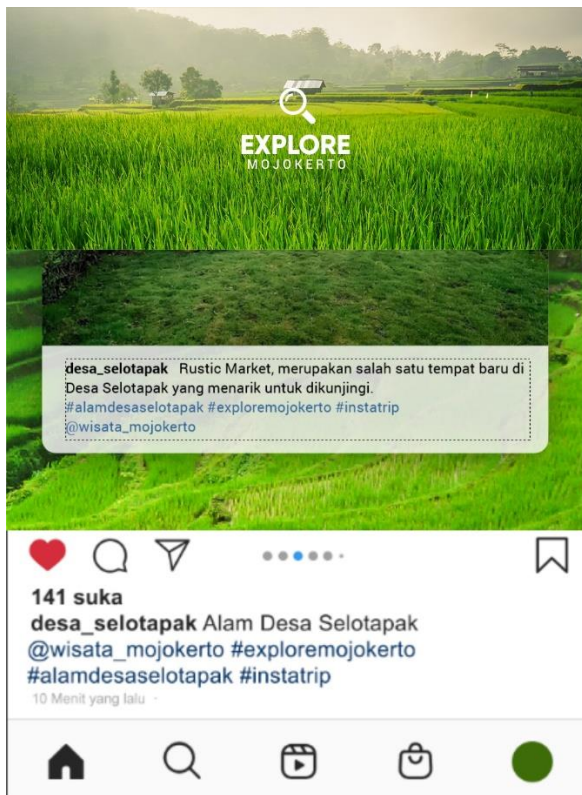 EXPLORE
MOJOKERTO
desa_selotapak Rustic Market, merupakan salah satu tempat baru di
Desa Selotapak yang menarik untuk dikunjingi.
#alamdesaselotapak #exploremojokerto #instatrip
@wisata_mojokerto
141 suka
desa_selotapak Alam Desa Selotapak
@wisata_mojokerto #exploremojokerto
#alamdesaselotapak #instatrip
10 Menit yang lalu